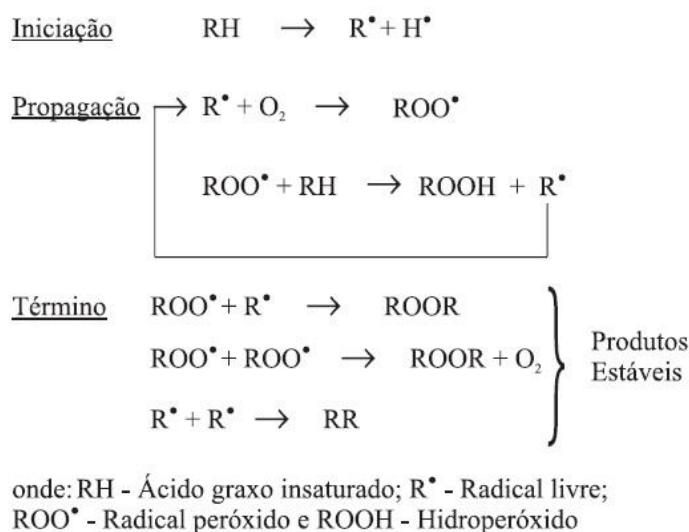 Iniciação RH → R• + H•
Propagação → R• + O₂ → ROO•
ROO• + RH → ROOH + R•
Término ROO• + R• → ROOR
ROO• + ROO• → ROOR + O₂
R• + R• → RR
Produtos
Estáveis
onde: RH - Ácido graxo insaturado; R• - Radical livre;
ROO• - Radical peróxido e ROOH - Hidroperóxido